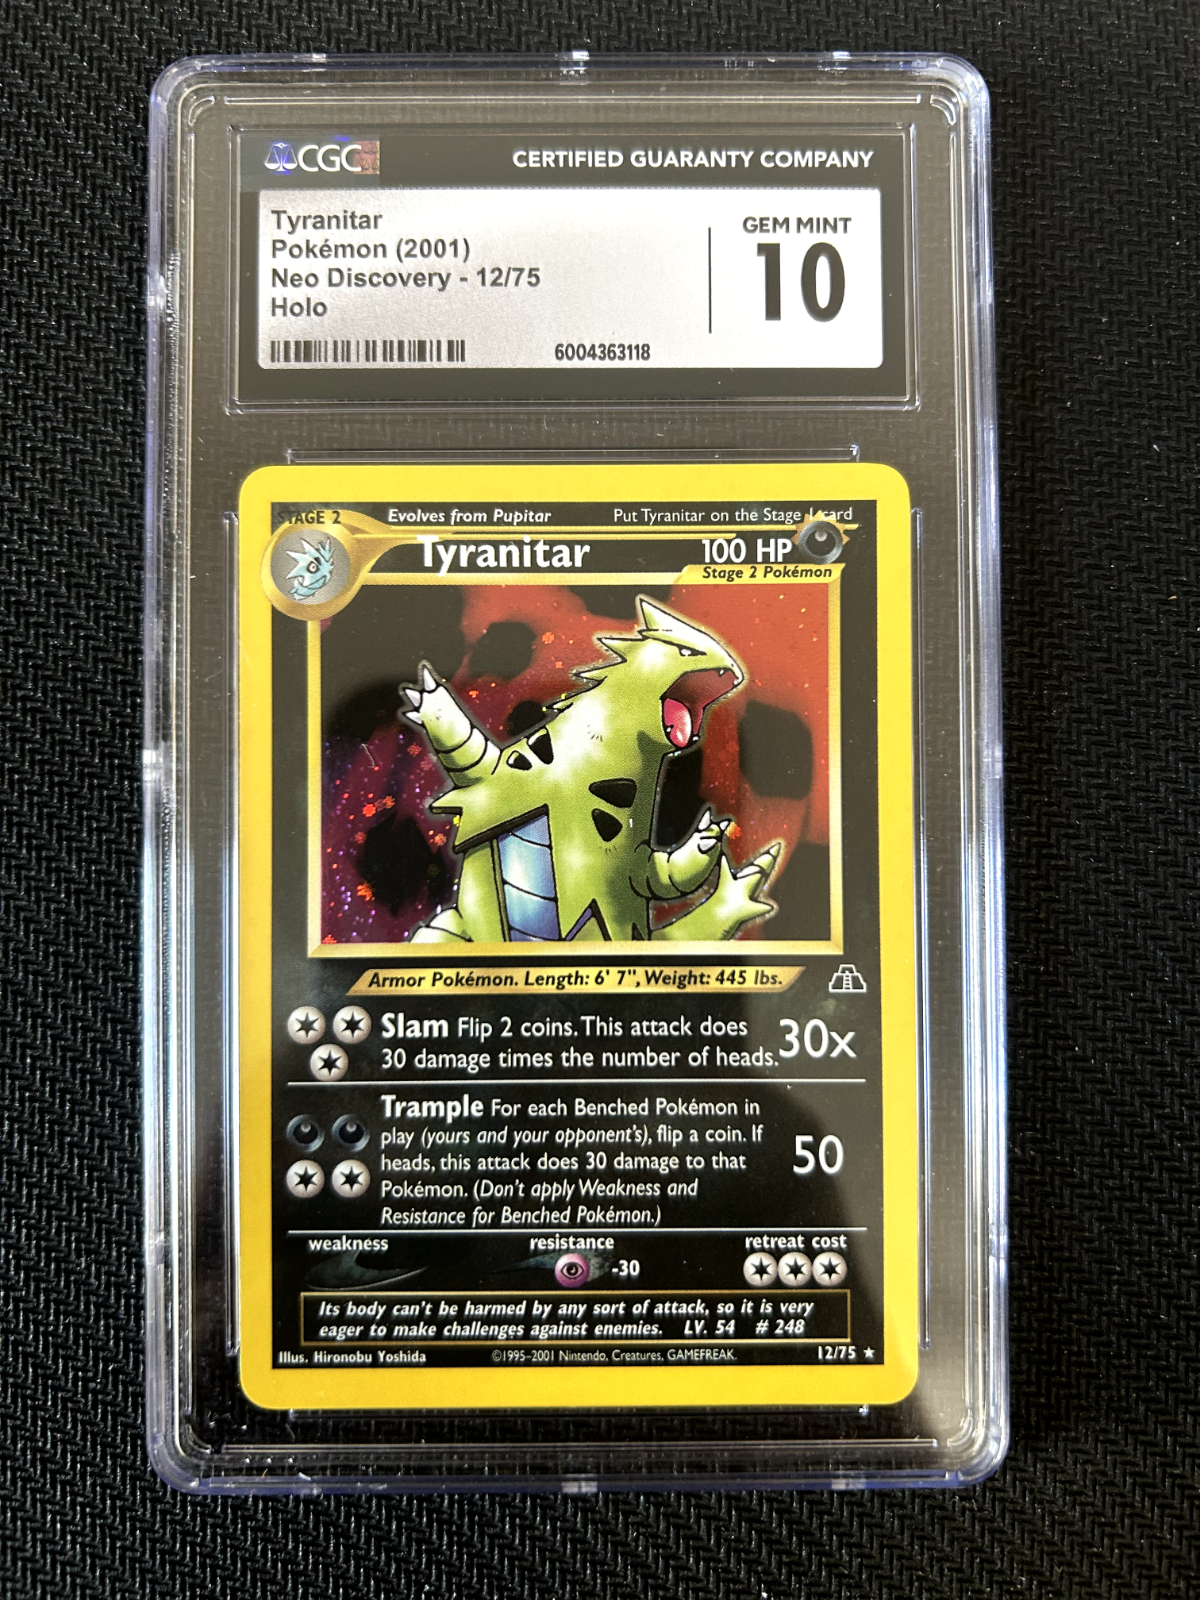 CGC
CERTIFIED GUARANTY COMPANY
Tyranitar
Pokémon (2001)
Neo Discovery - 12/75
Holo
GEM MINT
10
6004363118
STAGE 2
Evolves from Pupitar
Put Tyranitar on the Stage 1 card
Tyranitar
100 HP
Stage 2 Pokémon
Armor Pokémon. Length: 6' 7", Weight: 445 lbs.
Slam Flip 2 coins. This attack does
30 damage times the number of heads.
30x
Trample For each Benched Pokémon in
play (yours and your opponent's), flip a coin. If
heads, this attack does 30 damage to that
Pokémon. (Don't apply Weakness and
Resistance for Benched Pokémon.)
50
weakness
resistance
retreat cost
-30
Its body can't be harmed by any sort of attack, so it is very
eager to make challenges against enemies. LV. 54 # 248
Illus. Hironobu Yoshida
©1995-2001 Nintendo, Creatures, GAMEFREAK.
12/75 ★